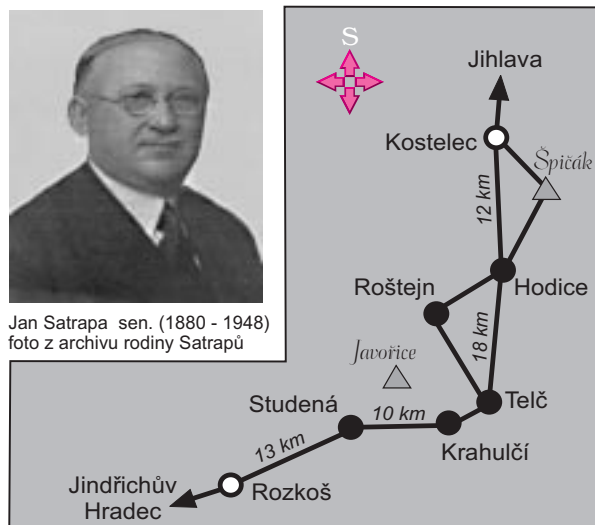 S
Jihlava
Kostelec
Špičák
12 km
Roštejn
Hodice
Jan Satrapa sen. (1880 - 1948)
foto z archivu rodiny Satrapů
18 km
Javořice
Studená
Telč
10 km
Krahulčí
13 km
Jindřichův
Hradec
Rozkoš